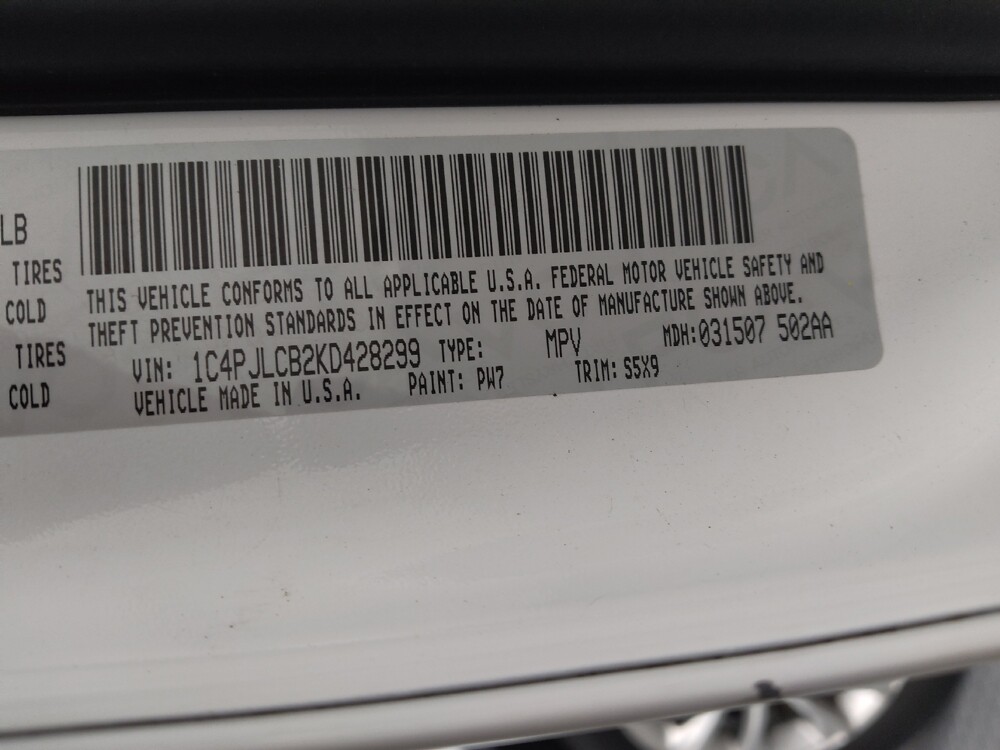 LB
TIRES
COLD
TIRES
COLD
THIS VEHICLE CONFORMS TO ALL APPLICABLE U.S.A. FEDERAL MOTOR VEHICLE SAFETY AND
THEFT PREVENTION STANDARDS IN EFFECT ON THE DATE OF MANUFACTURE SHOWN ABOVE.
VIN: 1C4PJLCB2KD428299 TYPE: MPV MDH:031507 502AA
VEHICLE MADE IN U.S.A. PAINT: PW7 TRIM: S5X9